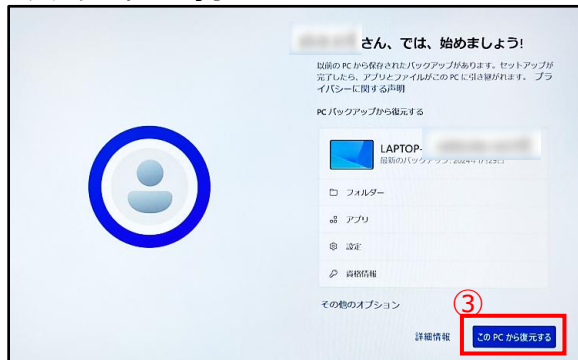 さん、では、始めましょう!
以前の PC から保存されたバックアップがあります。セットアップが
完了したら、アプリとファイルがこの PC に引き継がれます。 プラ
イバシーに関する声明
PC バックアップから復元する
LAPTOP-
最新のバックアップ: 2024年1月29日
フォルダー
アプリ
設定
資格情報
その他のオプション
③
詳細情報
この PC から復元する